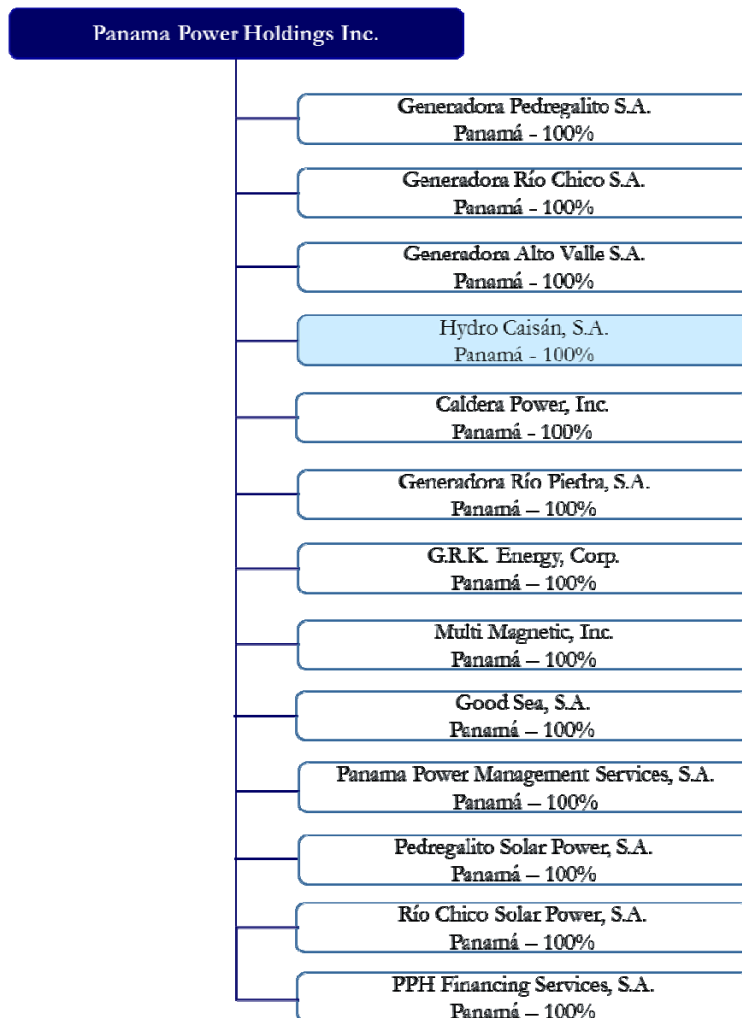 Panama Power Holdings Inc.
Generadora Pedregalito S.A.
Panamá - 100%
Generadora Río Chico S.A.
Panamá - 100%
Generadora Alto Valle S.A.
Panamá - 100%
Hydro Caisán, S.A.
Panamá - 100%
Caldera Power, Inc.
Panamá - 100%
Generadora Río Piedra, S.A.
Panamá – 100%
G.R.K. Energy, Corp.
Panamá – 100%
Multi Magnetic, Inc.
Panamá – 100%
Good Sea, S.A.
Panamá – 100%
Panama Power Management Services, S.A.
Panamá – 100%
Pedregalito Solar Power, S.A.
Panamá – 100%
Río Chico Solar Power, S.A.
Panamá – 100%
PPH Financing Services, S.A.
Panamá – 100%